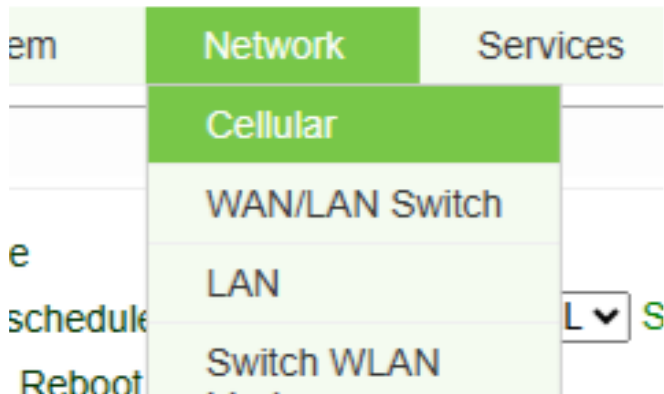 em Network Services
Cellular
WAN/LAN Switch
e
LAN
schedule L S
Switch WLAN
Reboot